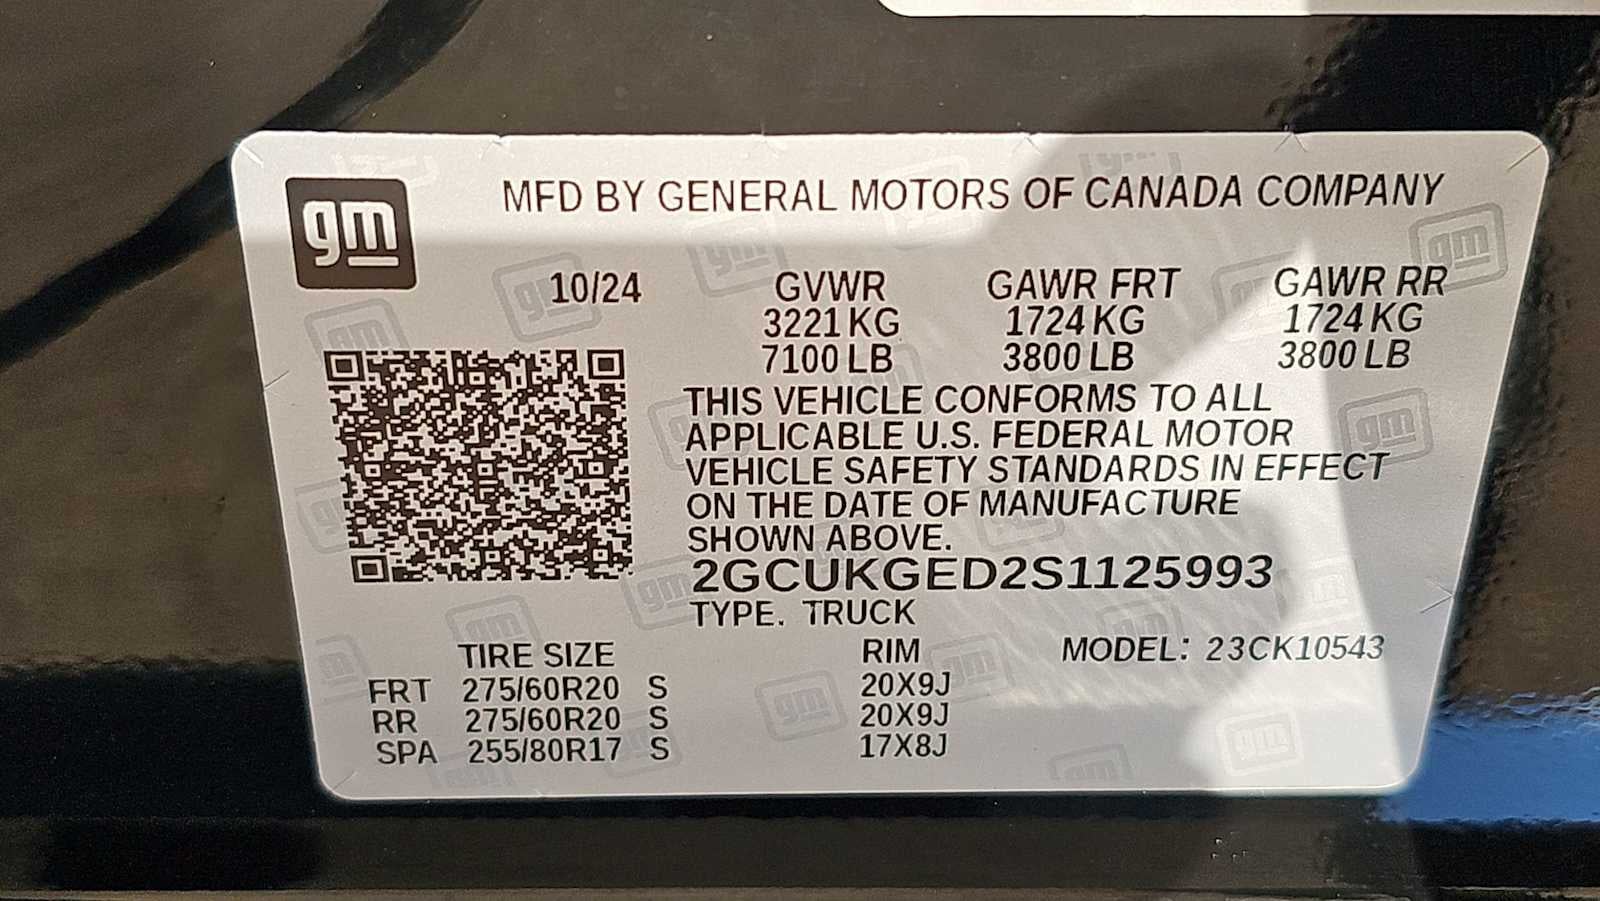 gm
MFD BY GENERAL MOTORS OF CANADA COMPANY
10/24 GVWR GAWR FRT GAWR RR
3221 KG 1724 KG 1724 KG
7100 LB 3800 LB 3800 LB
THIS VEHICLE CONFORMS TO ALL
APPLICABLE U.S. FEDERAL MOTOR
VEHICLE SAFETY STANDARDS IN EFFECT
ON THE DATE OF MANUFACTURE
SHOWN ABOVE.
2GCUKGED2S1125993
TYPE. TRUCK
TIRE SIZE RIM MODEL: 23CK10543
FRT 275/60R20 S 20X9J
RR 275/60R20 S 20X9J
SPA 255/80R17 S 17X8J